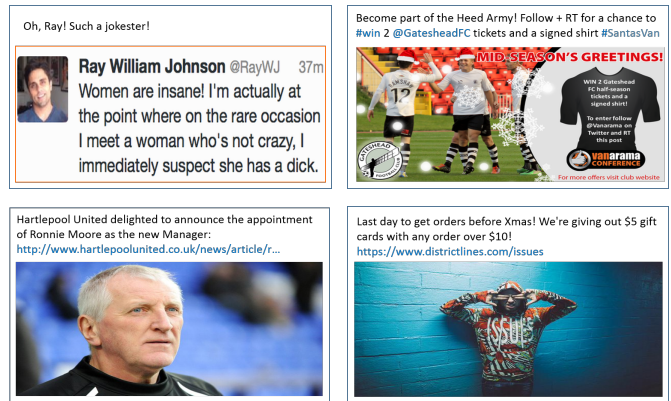 Oh, Ray! Such a jokester!
Ray William Johnson @RayWJ 37m
Women are insane! I'm actually at
the point where on the rare occasion
I meet a woman who's not crazy, I
immediately suspect she has a dick.
Become part of the Heed Army! Follow + RT for a chance to
#win 2 @GatesheadFC tickets and a signed shirt #SantasVan
MID-SEASON'S GREETINGS!
12
WIN 2 Gateshead
FC half-season
tickets and a
signed shirt!
To enter follow
@Vanarama on
Twitter and RT
this post
vanarama
CONFERENCE
GATESHEAD
FOOTBALL CLUB
For more offers visit club website
Hartlepool United delighted to announce the appointment
of Ronnie Moore as the new Manager:
http://www.hartlepoolunited.co.uk/news/article/r...
Last day to get orders before Xmas! We're giving out $5 gift
cards with any order over $10!
https://www.districtlines.com/issues